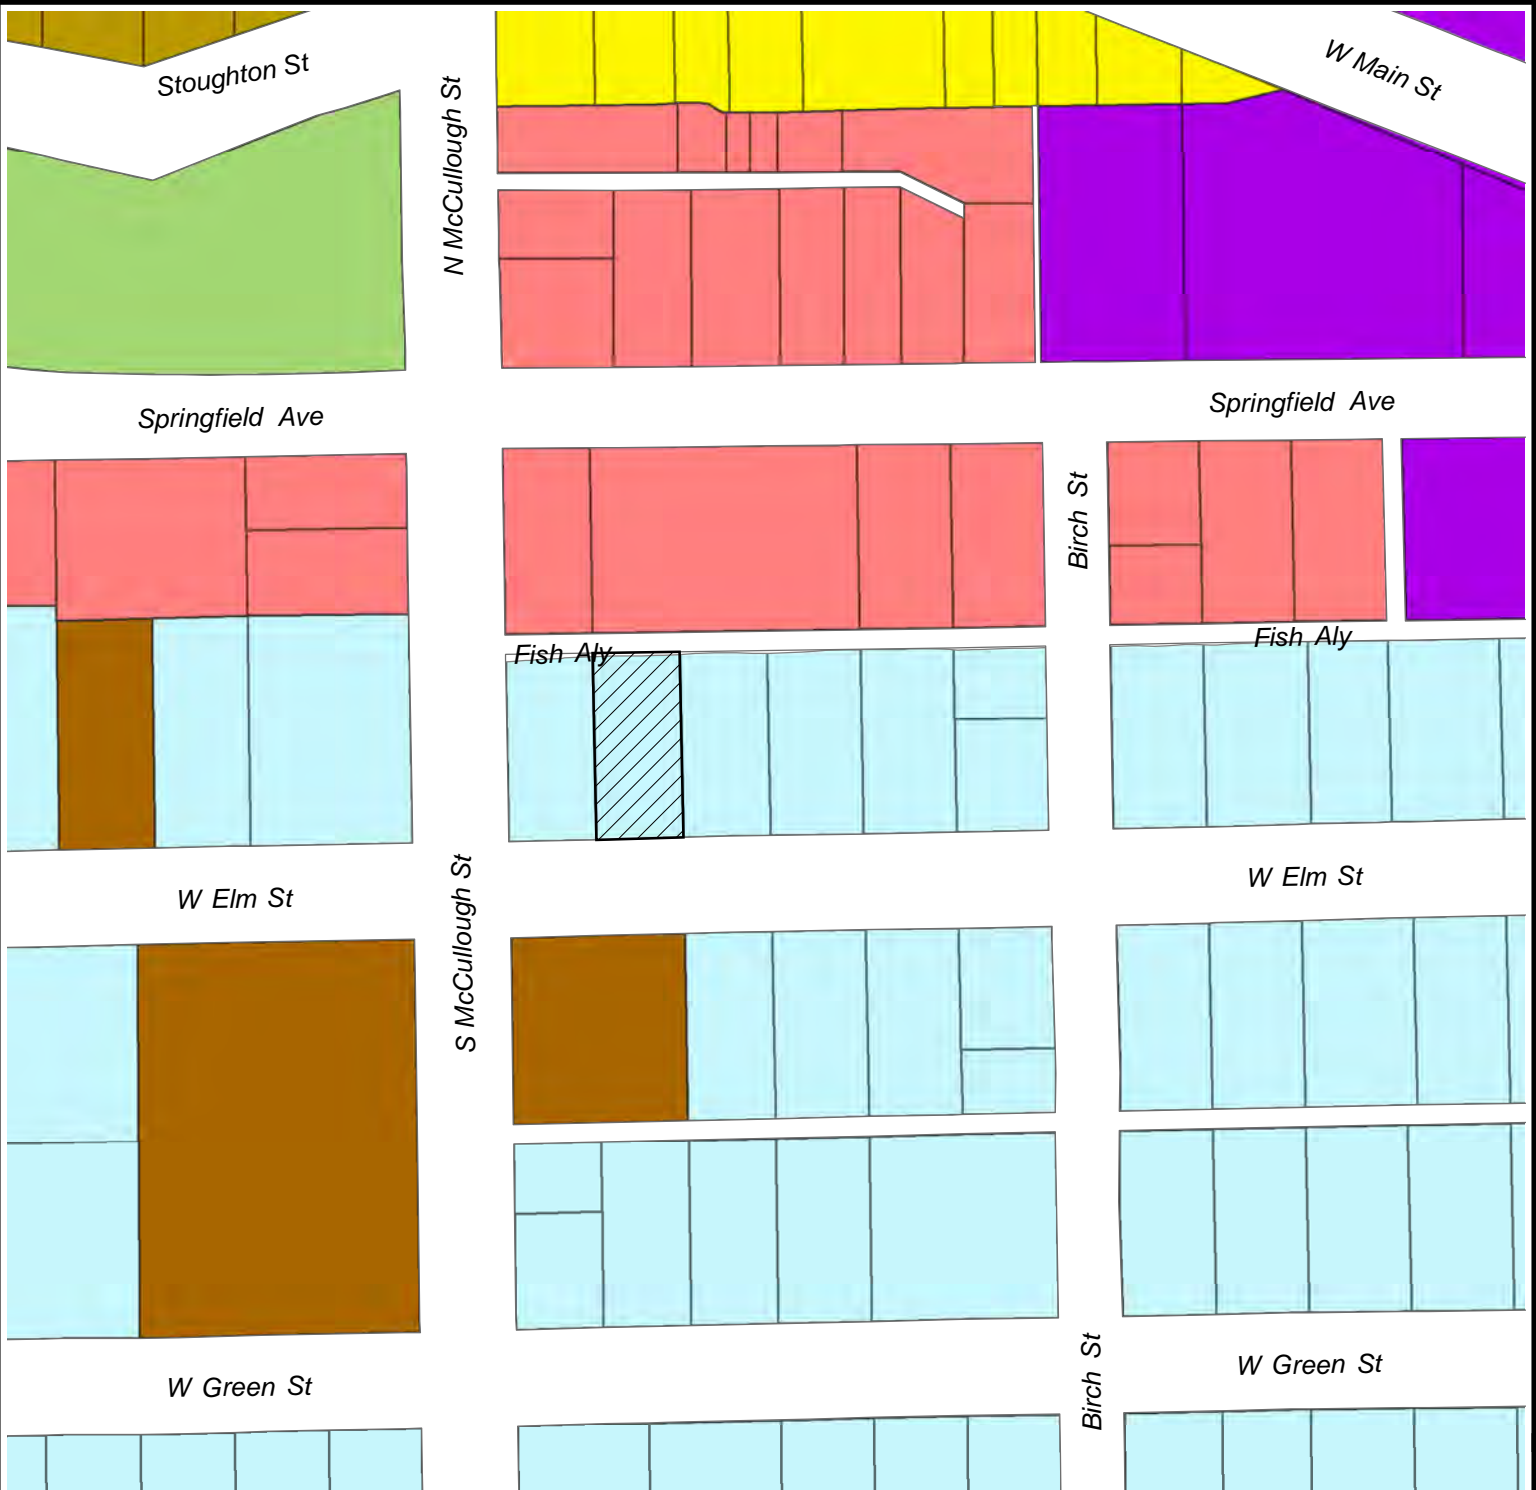 Stoughton St
W Main St
N McCullough St
Springfield Ave
Springfield Ave
Birch St
Fish Aly
Fish Aly
W Elm St
W Elm St
S McCullough St
W Green St
W Green St
Birch St